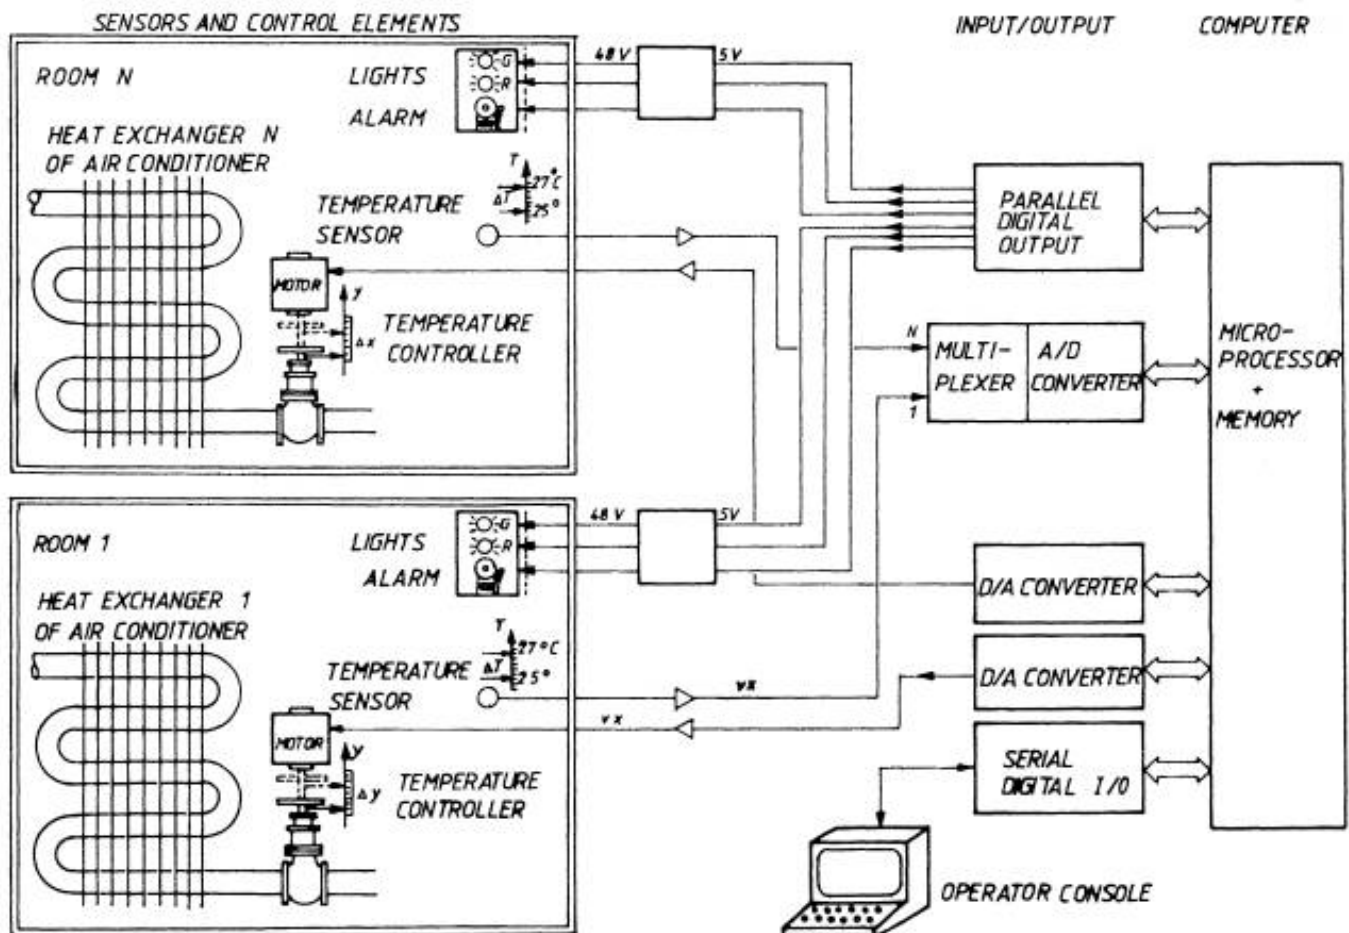 SENSORS AND CONTROL ELEMENTS
INPUT/OUTPUT
COMPUTER
ROOM N
LIGHTS
ALARM
G
R
48 V
5V
HEAT EXCHANGER N
OF AIR CONDITIONER
TEMPERATURE
SENSOR
T
27°C
ΔT
25°
MOTOR
y
Δx
TEMPERATURE
CONTROLLER
PARALLEL
DIGITAL
OUTPUT
N
MULTI-
PLEXER
1
A/D
CONVERTER
MICRO-
PROCESSOR
+
MEMORY
ROOM 1
LIGHTS
ALARM
G
R
48 V
5V
HEAT EXCHANGER 1
OF AIR CONDITIONER
TEMPERATURE
SENSOR
T
27°C
ΔT
25°
vx
vx
MOTOR
y
Δy
TEMPERATURE
CONTROLLER
D/A CONVERTER
D/A CONVERTER
SERIAL
DIGITAL I/O
OPERATOR CONSOLE